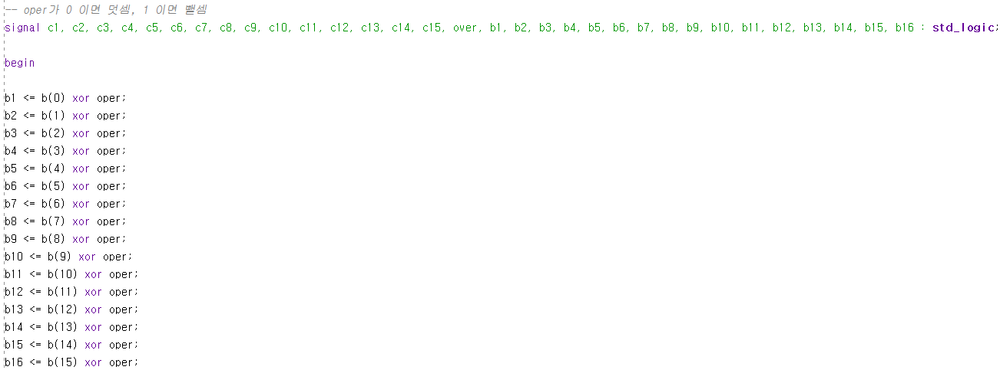 -- oper가 0 이면 덧셈, 1 이면 뺄셈
signal c1, c2, c3, c4, c5, c6, c7, c8, c9, c10, c11, c12, c13, c14, c15, over, b1, b2, b3, b4, b5, b6, b7, b8, b9, b10, b11, b12, b13, b14, b15, b16 : std_logic;
begin
b1 <= b(0) xor oper;
b2 <= b(1) xor oper;
b3 <= b(2) xor oper;
b4 <= b(3) xor oper;
b5 <= b(4) xor oper;
b6 <= b(5) xor oper;
b7 <= b(6) xor oper;
b8 <= b(7) xor oper;
b9 <= b(8) xor oper;
b10 <= b(9) xor oper;
b11 <= b(10) xor oper;
b12 <= b(11) xor oper;
b13 <= b(12) xor oper;
b14 <= b(13) xor oper;
b15 <= b(14) xor oper;
b16 <= b(15) xor oper;